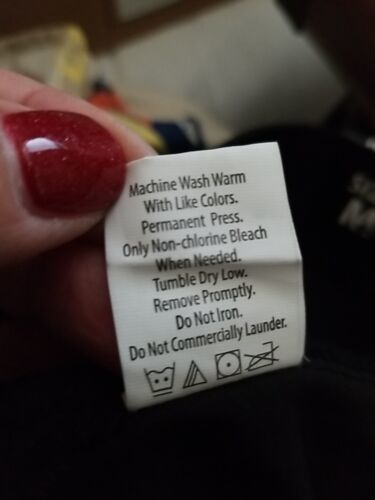 Machine Wash Warm
With Like Colors.
Permanent Press.
Only Non-chlorine Bleach
When Needed.
Tumble Dry Low.
Remove Promptly.
Do Not Iron.
Do Not Commercially Launder.
M